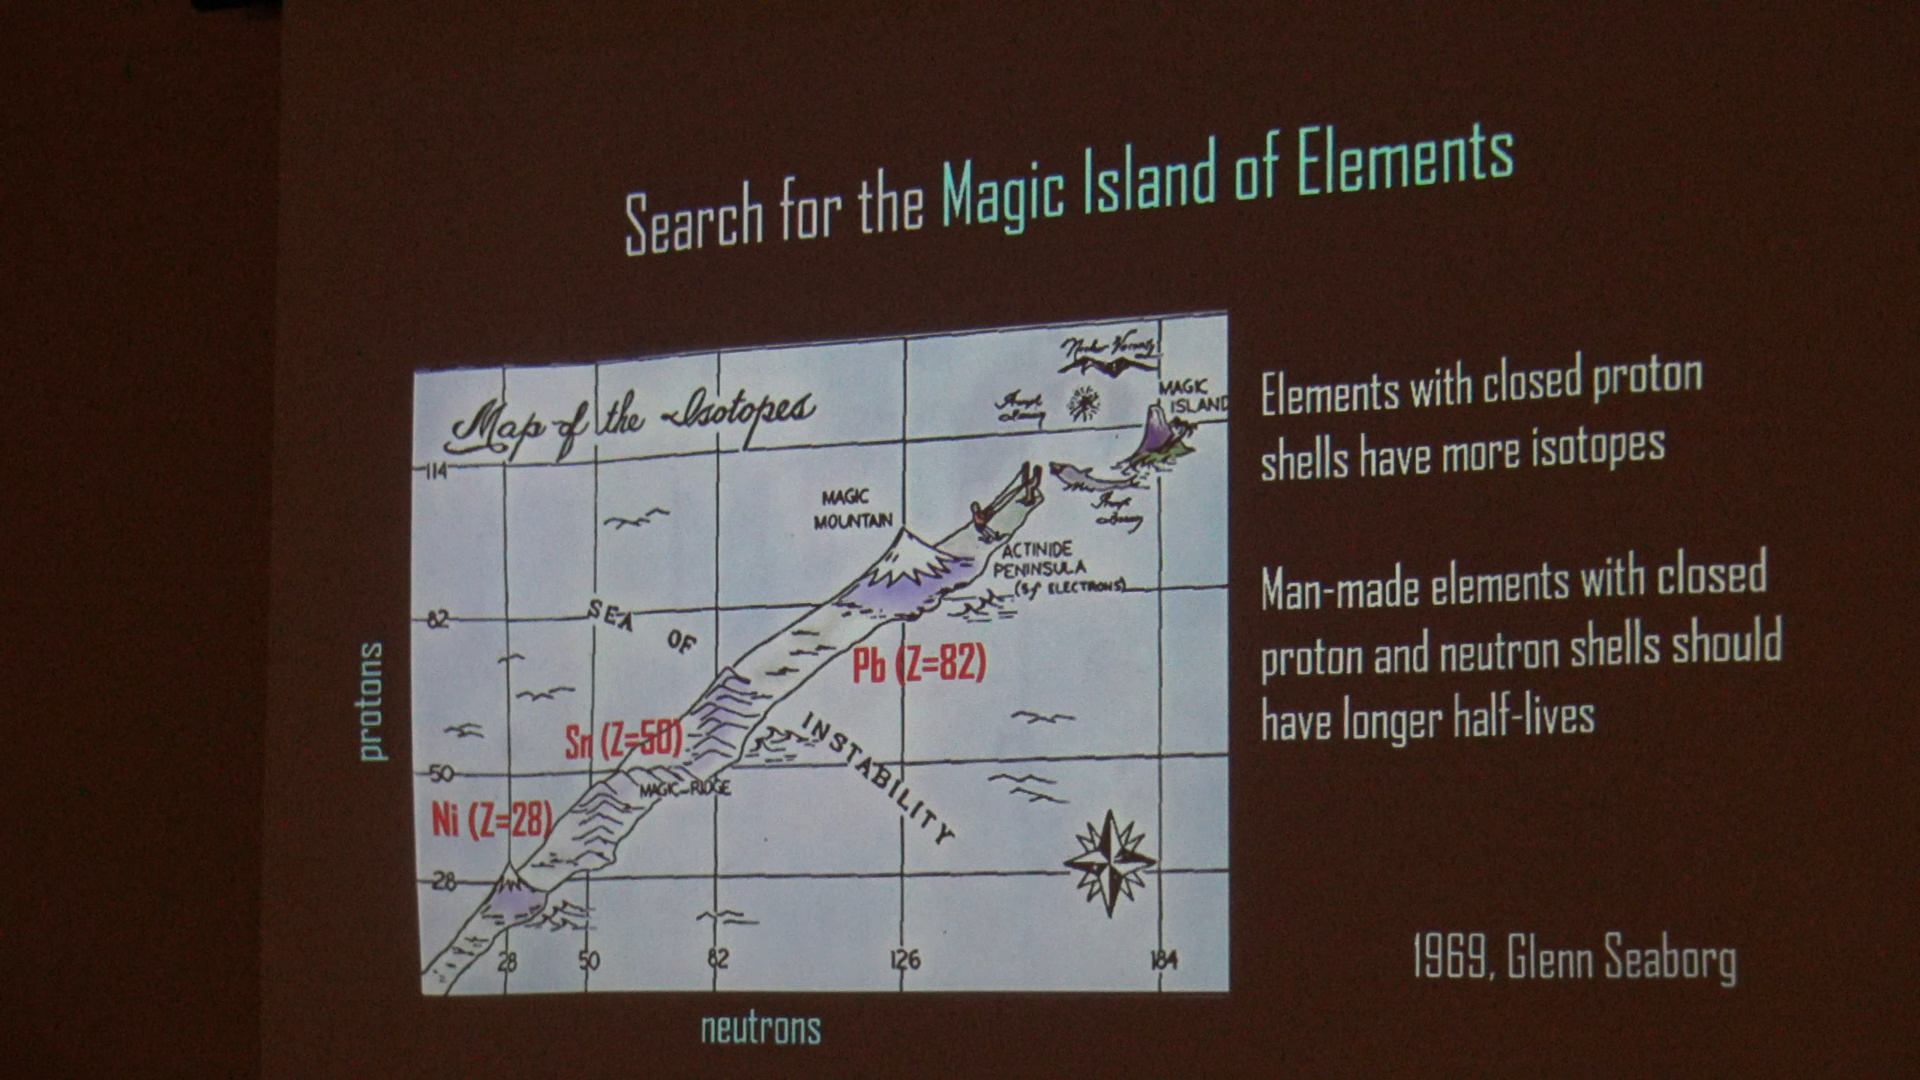 Search for the Magic Island of Elements
Map of the Isotopes
MAGIC
ISLAND
114
MAGIC
MOUNTAIN
ACTINIDE
PENINSULA
(5f ELECTRONS)
82
SEA
OF
INSTABILITY
Pb (Z=82)
Sn (Z=50)
50
MAGIC RIDGE
Ni (Z=28)
28
28 50 82 126 184
protons
neutrons
Elements with closed proton
shells have more isotopes
Man-made elements with closed
proton and neutron shells should
have longer half-lives
1969, Glenn Seaborg